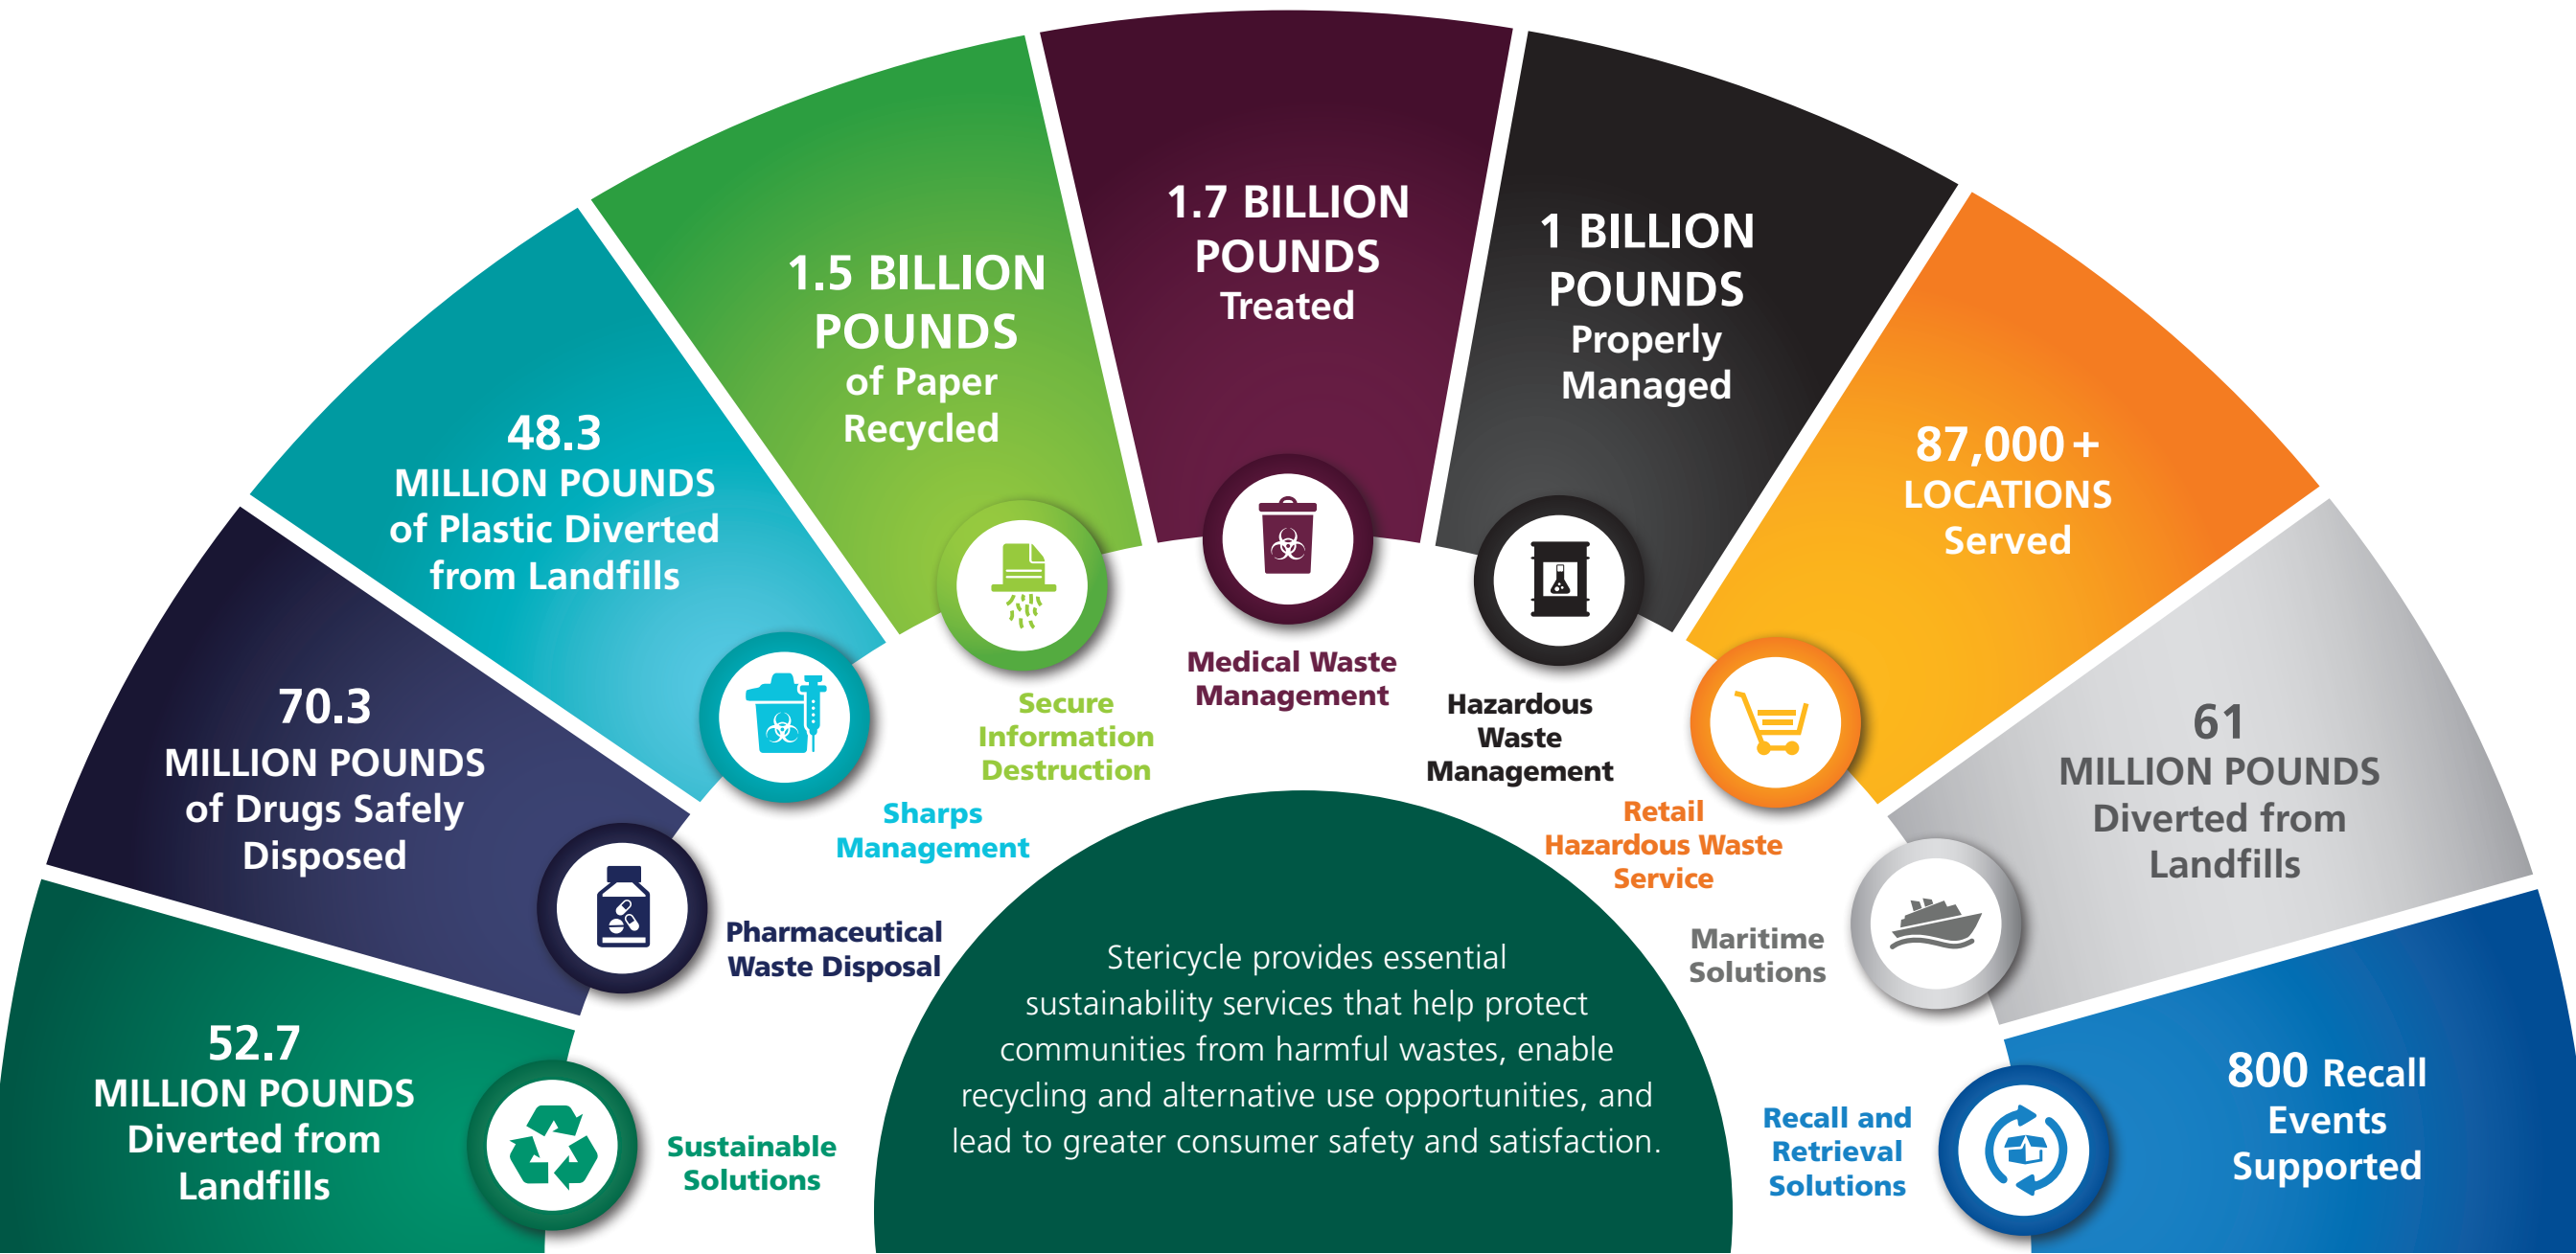 52.7
MILLION POUNDS
Diverted from
Landfills
Sustainable
Solutions
70.3
MILLION POUNDS
of Drugs Safely
Disposed
Pharmaceutical
Waste Disposal
48.3
MILLION POUNDS
of Plastic Diverted
from Landfills
Sharps
Management
1.5 BILLION
POUNDS
of Paper
Recycled
Secure
Information
Destruction
1.7 BILLION
POUNDS
Treated
Medical Waste
Management
1 BILLION
POUNDS
Properly
Managed
Hazardous
Waste
Management
87,000+
LOCATIONS
Served
Retail
Hazardous Waste
Service
61
MILLION POUNDS
Diverted from
Landfills
Maritime
Solutions
800 Recall
Events
Supported
Recall and
Retrieval
Solutions
Stericycle provides essential
sustainability services that help protect
communities from harmful wastes, enable
recycling and alternative use opportunities, and
lead to greater consumer safety and satisfaction.